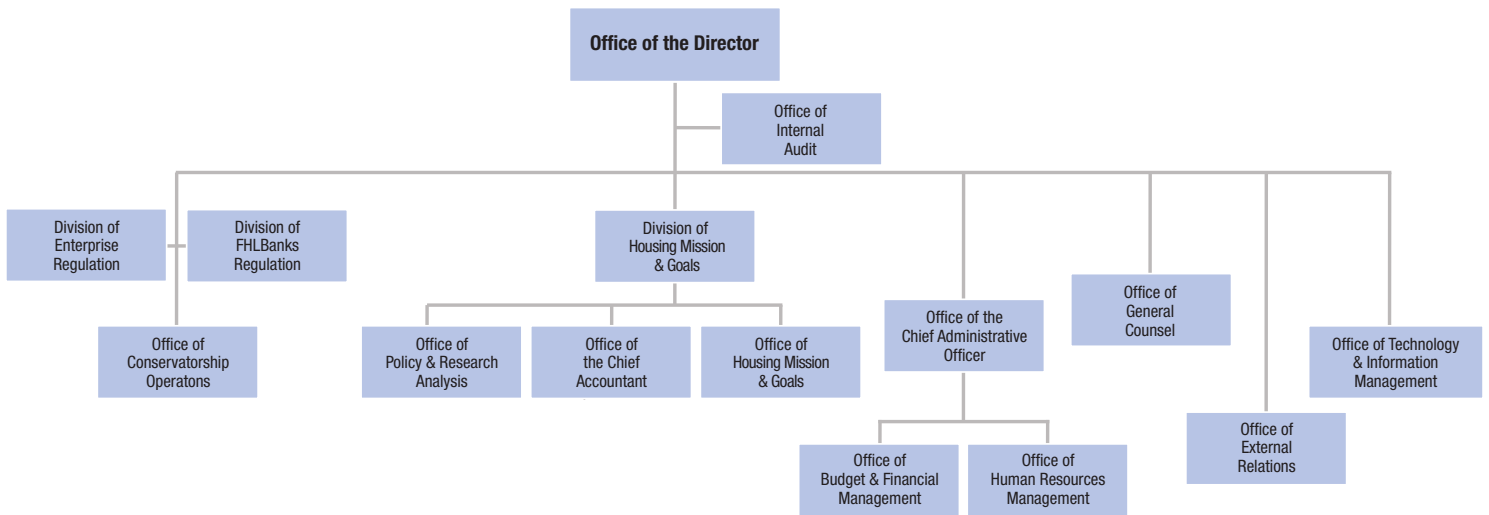 Office of the Director
Office of
Internal
Audit
Division of
Enterprise
Regulation
Division of
FHLBanks
Regulation
Division of
Housing Mission
& Goals
Office of
Conservatorship
Operatons
Office of
Policy & Research
Analysis
Office of
the Chief
Accountant
Office of
Housing Mission
& Goals
Office of the
Chief Administrative
Officer
Office of
General
Counsel
Office of Technology
& Information
Management
Office of
Budget & Financial
Management
Office of
Human Resources
Management
Office of
External
Relations